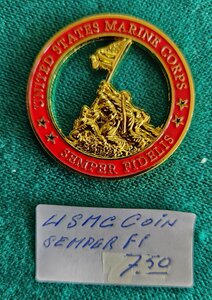 UNITED STATES MARINE CORPS
SEMPER FIDELIS
USMC COIN
SEMPER FI
7.50